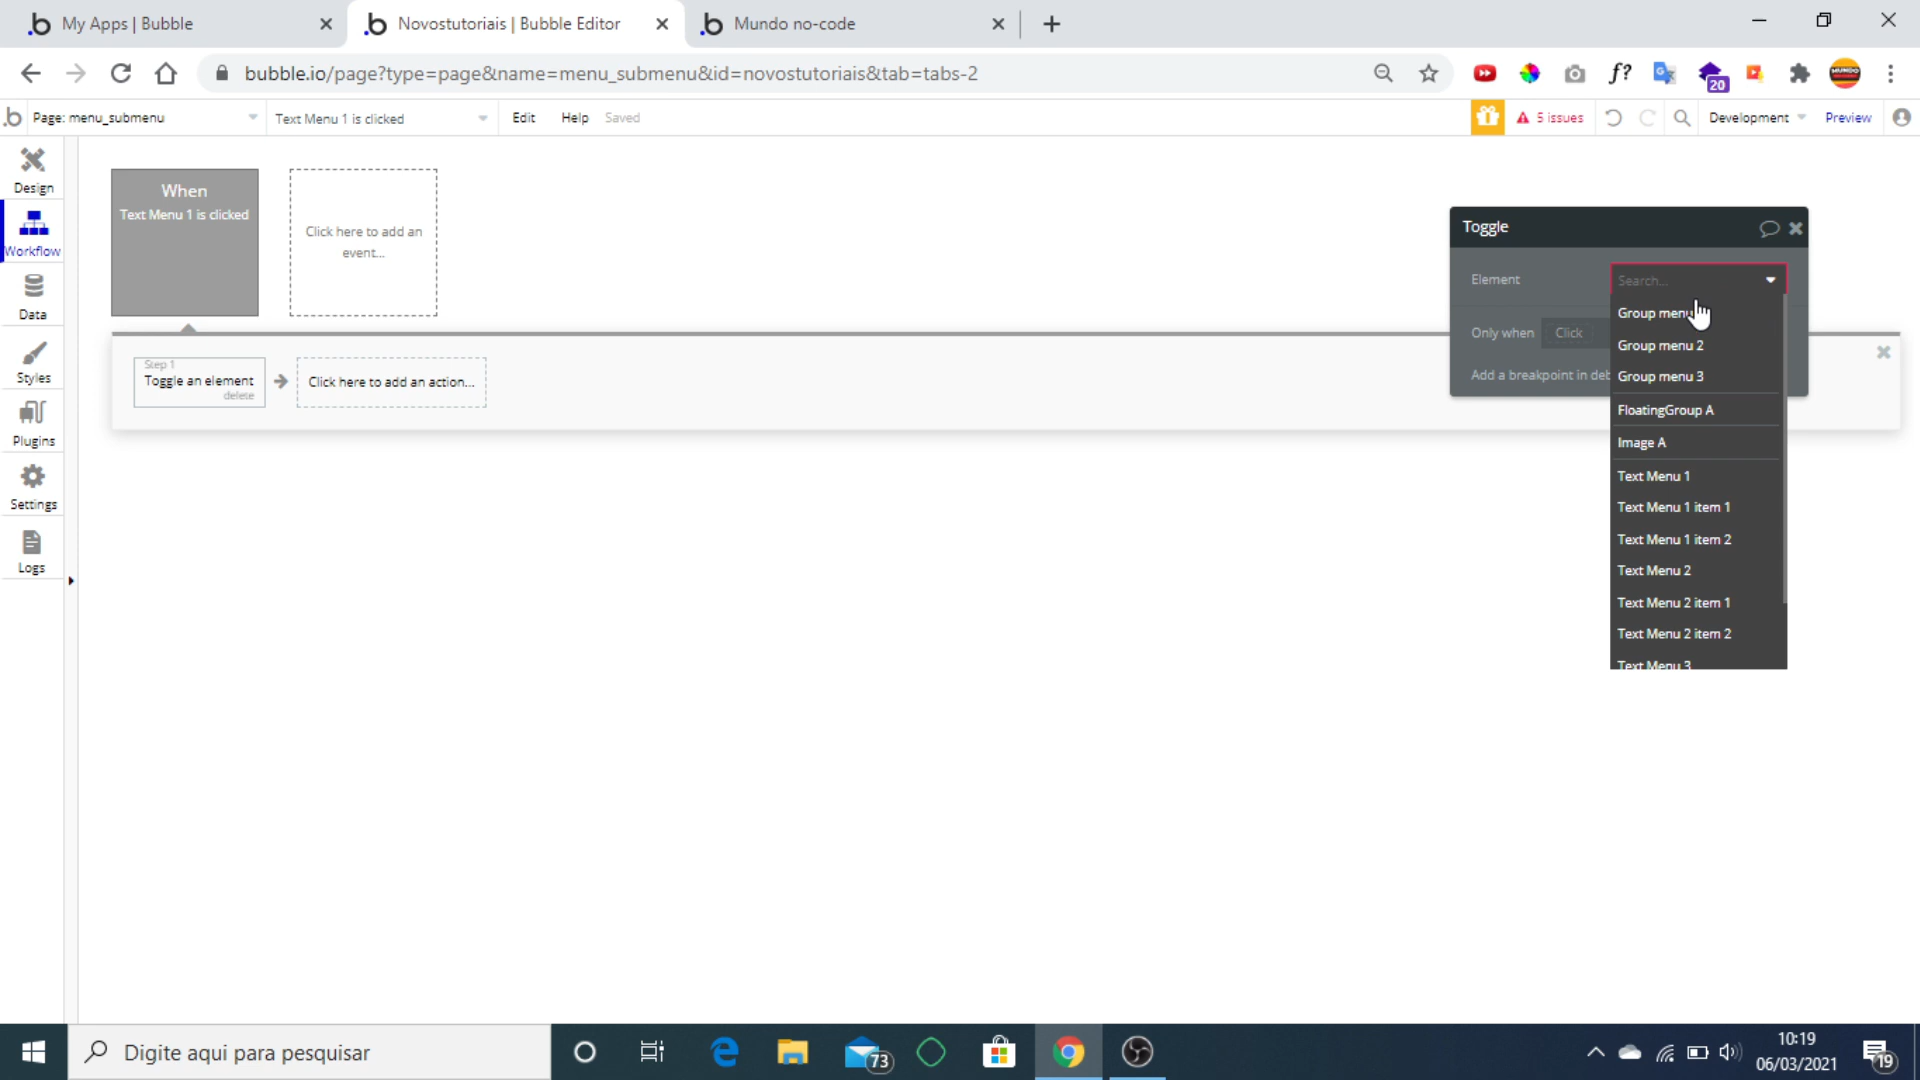 My Apps | Bubble
Novostutoriais | Bubble Editor
Mundo no-code
bubble.io/page?type=page&name=menu_submenu&id=novostutoriais&tab=tabs-2
f?
20
Page: menu_submenu
Text Menu 1 is clicked
Edit
Help
Saved
5 issues
Development
Preview
Design
Workflow
Data
Styles
Plugins
Settings
Logs
When
Text Menu 1 is clicked
Click here to add an
event...
Step 1
Toggle an element
delete
Click here to add an action...
Toggle
Element
Search...
Only when
Click
Add a breakpoint in deb
Group menu
Group menu 2
Group menu 3
FloatingGroup A
Image A
Text Menu 1
Text Menu 1 item 1
Text Menu 1 item 2
Text Menu 2
Text Menu 2 item 1
Text Menu 2 item 2
Text Menu 3
Digite aqui para pesquisar
73
10:19
06/03/2021
19